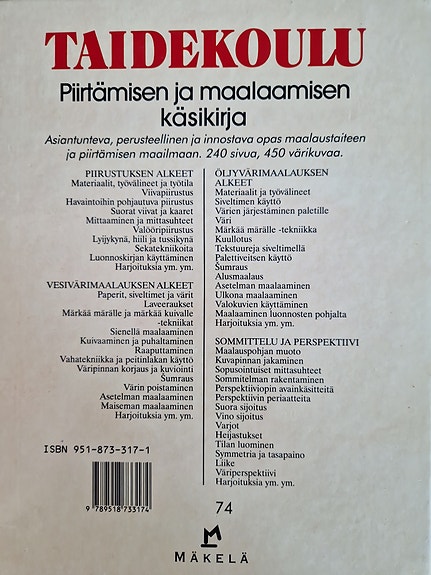 TAIDEKOULU
Piirtämisen ja maalaamisen
käsikirja
Asiantunteva, perusteellinen ja innostava opas maalaustaiteen
ja piirtämisen maailmaan. 240 sivua, 450 värikuvaa.
PIIRUSTUKSEN ALKEET
Materiaalit, työvälineet ja työtila
Viivapiirustus
Havaintoihin pohjautuva piirustus
Suorat viivat ja kaaret
Mittaaminen ja mittasuhteet
Valööripiirustus
Lyijykynä, hiili ja tussikynä
Sekatekniikoita
Luonnoskirjan käyttäminen
Harjoituksia ym. ym.
VESIVÄRIMAALAUKSEN ALKEET
Paperit, siveltimet ja värit
Laveeraukset
Märkää märälle ja märkää kuivalle
-tekniikat
Sienellä maalaaminen
Kuivaaminen ja puhaltaminen
Raaputtaminen
Vahatekniikka ja peitinlakan käyttö
Väripinnan korjaus ja kuviointi
Šumraus
Värin poistaminen
Asetelman maalaaminen
Maiseman maalaaminen
Harjoituksia ym. ym.
ÖLJYVÄRIMAALAUKSEN
ALKEET
Materiaalit ja työvälineet
Siveltimen käyttö
Värien järjestäminen paletille
Väri
Märkää märälle -tekniikka
Kuullotus
Tekstuureja siveltimellä
Palettiveitsen käyttö
Šumraus
Alusmaalaus
Asetelman maalaaminen
Ulkona maalaaminen
Valokuvien käyttäminen
Maalaaminen luonnosten pohjalta
Harjoituksia ym. ym.
SOMMITTELU JA PERSPEKTIIVI
Maalauspohjan muoto
Kuvapinnan jakaminen
Sopusointuiset mittasuhteet
Sommitelman rakentaminen
Perspektiiviopin avainkäsitteitä
Perspektiivin periaatteita
Suora sijoitus
Vino sijoitus
Varjot
Heijastukset
Tilan luominen
Symmetria ja tasapaino
Liike
Väriperspektiivi
Harjoituksia ym. ym.
ISBN 951-873-317-1
9 789518 733174
74
MÄKELÄ